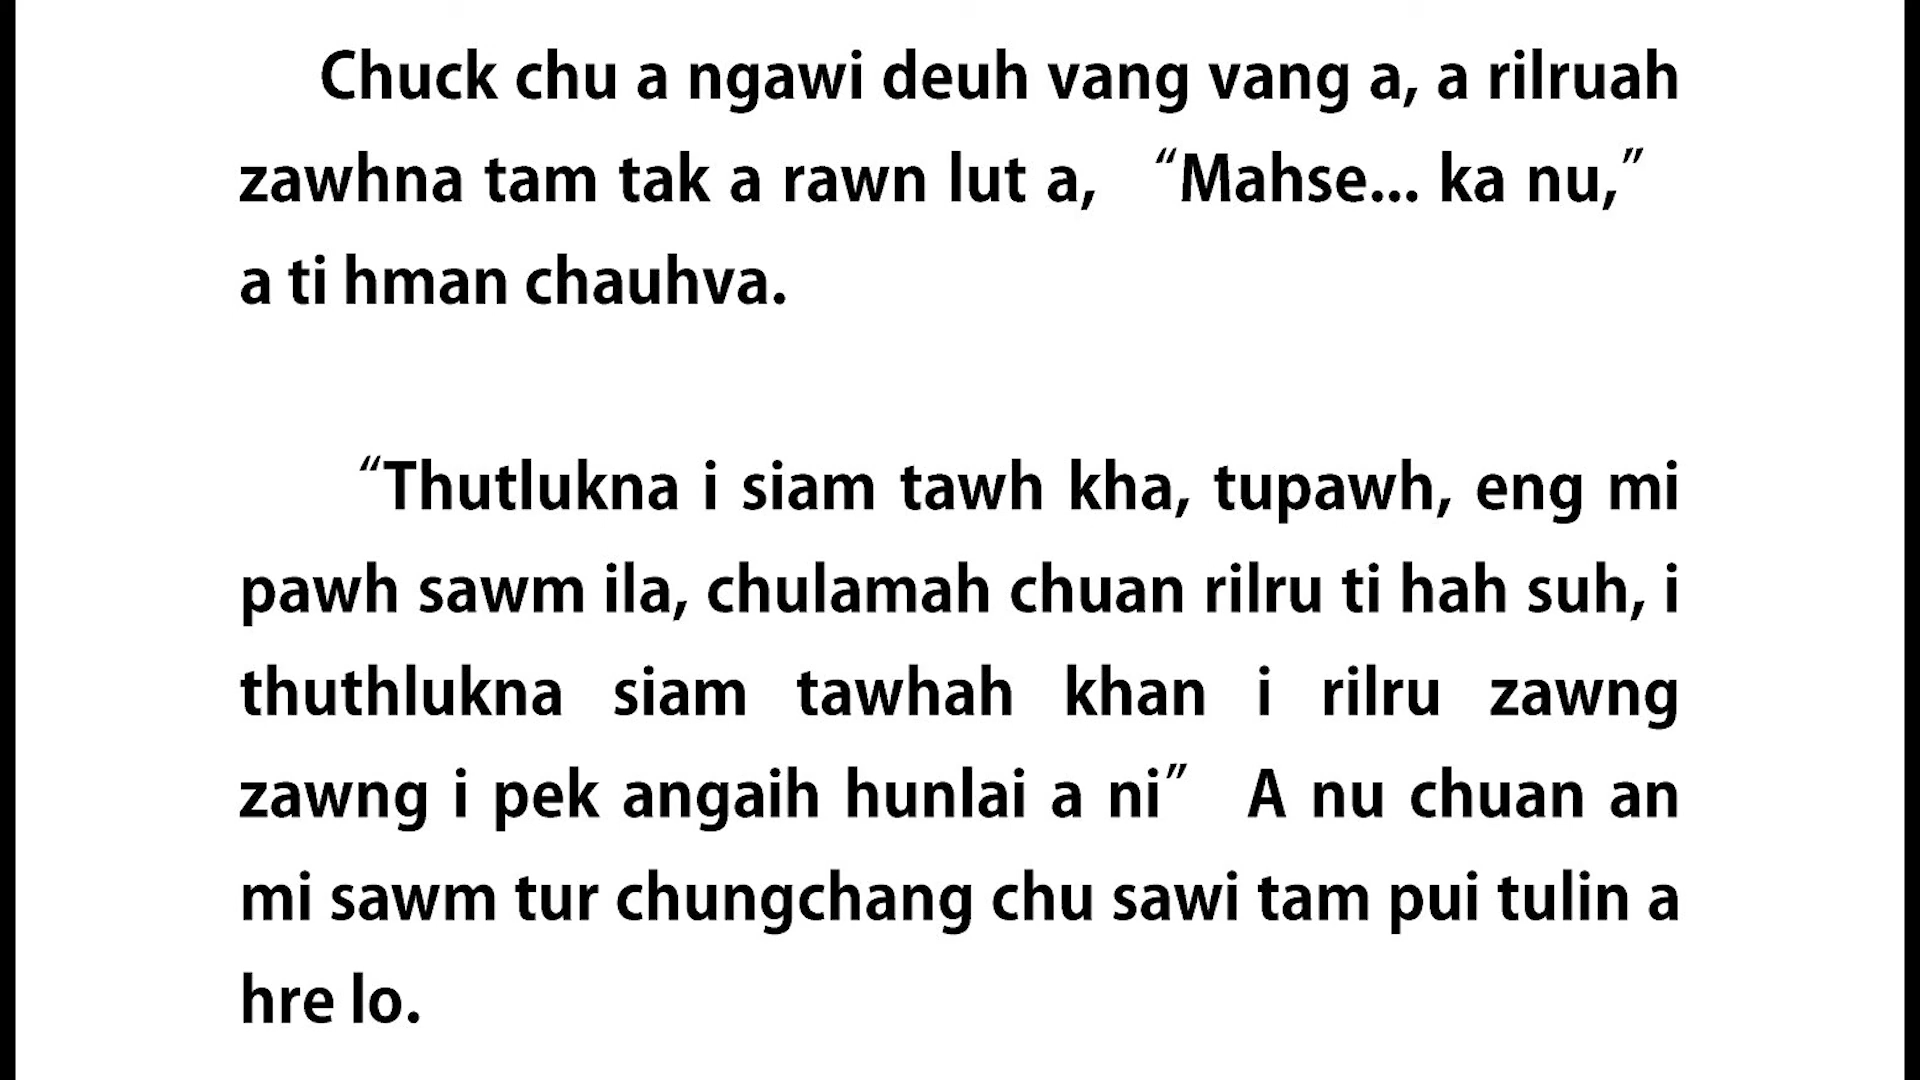 Chuck chu a ngawi deuh vang vang a, a rilruah
zawhna tam tak a rawn lut a, “Mahse... ka nu,”
a ti hman chauhva.
“Thutlukna i siam tawh kha, tupawh, eng mi
pawh sawm ila, chulamah chuan rilru ti hah suh, i
thuthlukna siam tawhah khan i rilru zawng
zawng i pek angaih hunlai a ni” A nu chuan an
mi sawm tur chungchang chu sawi tam pui tulin a
hre lo.